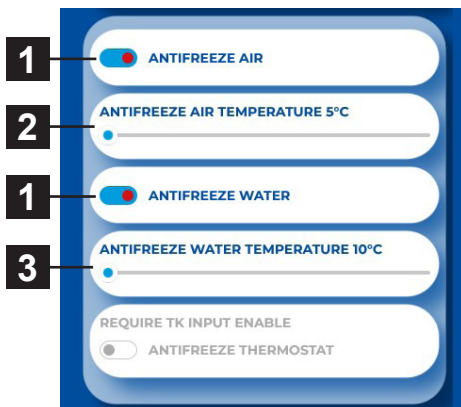 1
ANTIFREEZE AIR
2
ANTIFREEZE AIR TEMPERATURE 5°C
1
ANTIFREEZE WATER
3
ANTIFREEZE WATER TEMPERATURE 10°C
REQUIRE TK INPUT ENABLE
ANTIFREEZE THERMOSTAT